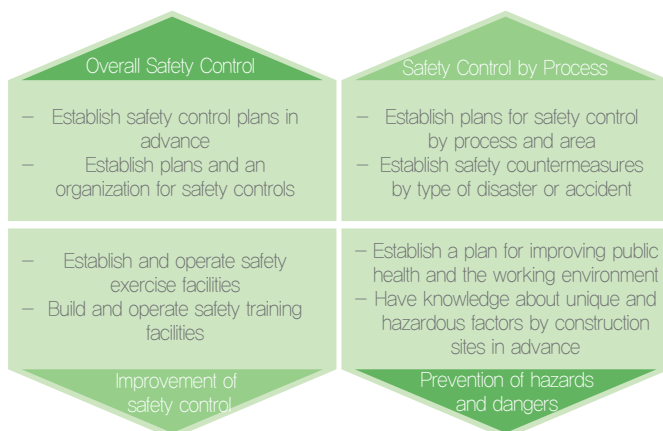 Overall Safety Control
– Establish safety control plans in
advance
– Establish plans and an
organization for safety controls
Safety Control by Process
– Establish plans for safety control
by process and area
– Establish safety countermeasures
by type of disaster or accident
– Establish and operate safety
exercise facilities
– Build and operate safety training
facilities
Improvement of
safety control
– Establish a plan for improving public
health and the working environment
– Have knowledge about unique and
hazardous factors by construction
sites in advance
Prevention of hazards
and dangers